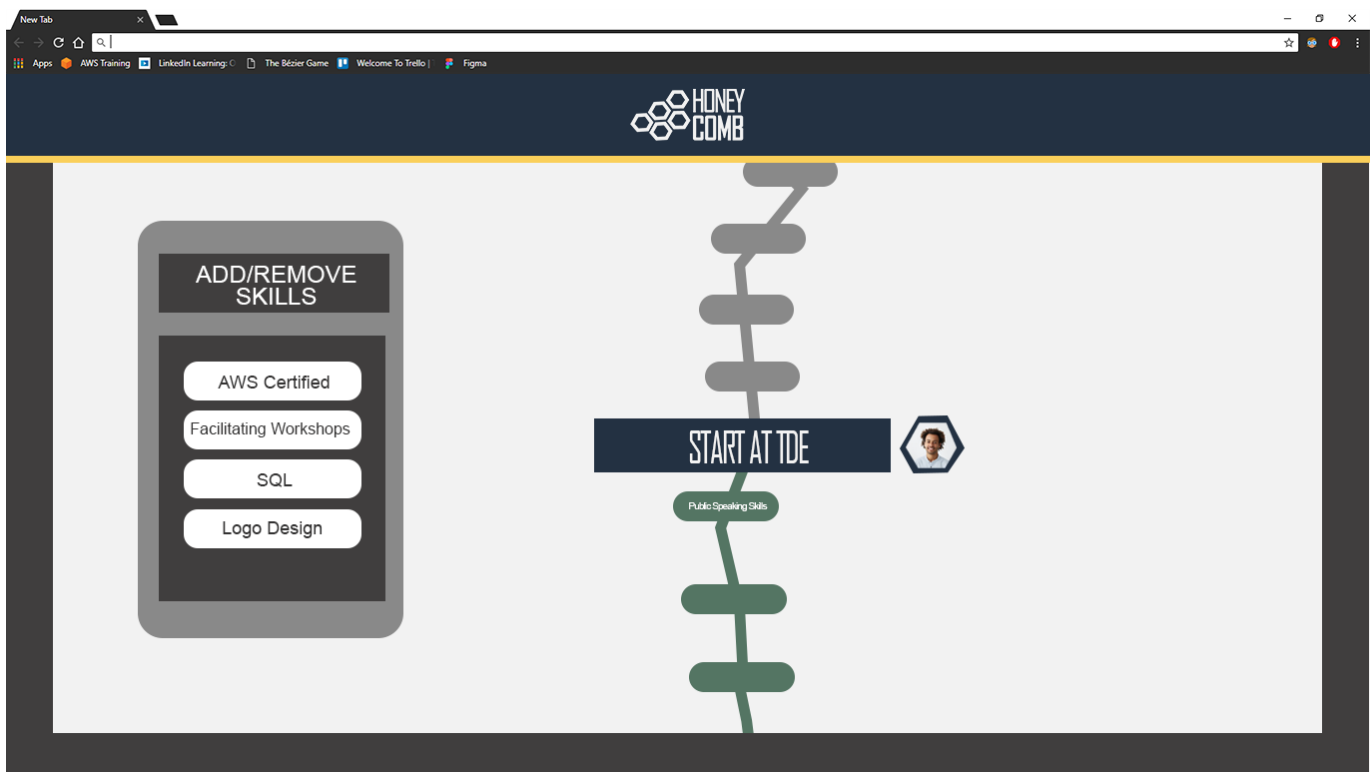 New Tab
Apps AWS Training LinkedIn Learning: The Bézier Game Welcome To Trello | Figma
HONEY
COMB
ADD/REMOVE
SKILLS
AWS Certified
Facilitating Workshops
SQL
Logo Design
START AT TDE
Public Speaking Skills